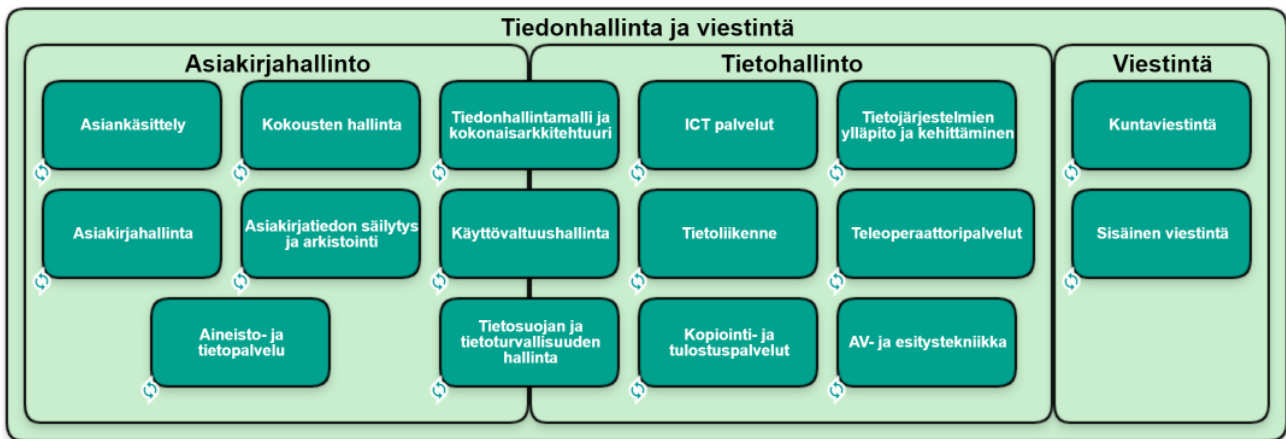 Tiedonhallinta ja viestintä
Asiakirjahallinto
Tietohallinto
Viestintä
Asiankäsittely
Kokousten hallinta
Tiedonhallintamalli ja
kokonaisarkkitehtuuri
ICT palvelut
Tietojärjestelmien
ylläpito ja kehittäminen
Kuntaviestintä
Asiakirjahallinta
Asiakirjatiedon säilytys
ja arkistointi
Käyttövaltuushallinta
Tietoliikenne
Teleoperaattoripalvelut
Sisäinen viestintä
Aineisto- ja
tietopalvelu
Tietosuojan ja
tietoturvallisuuden
hallinta
Kopiointi- ja
tulostuspalvelut
AV- ja esitystekniikka